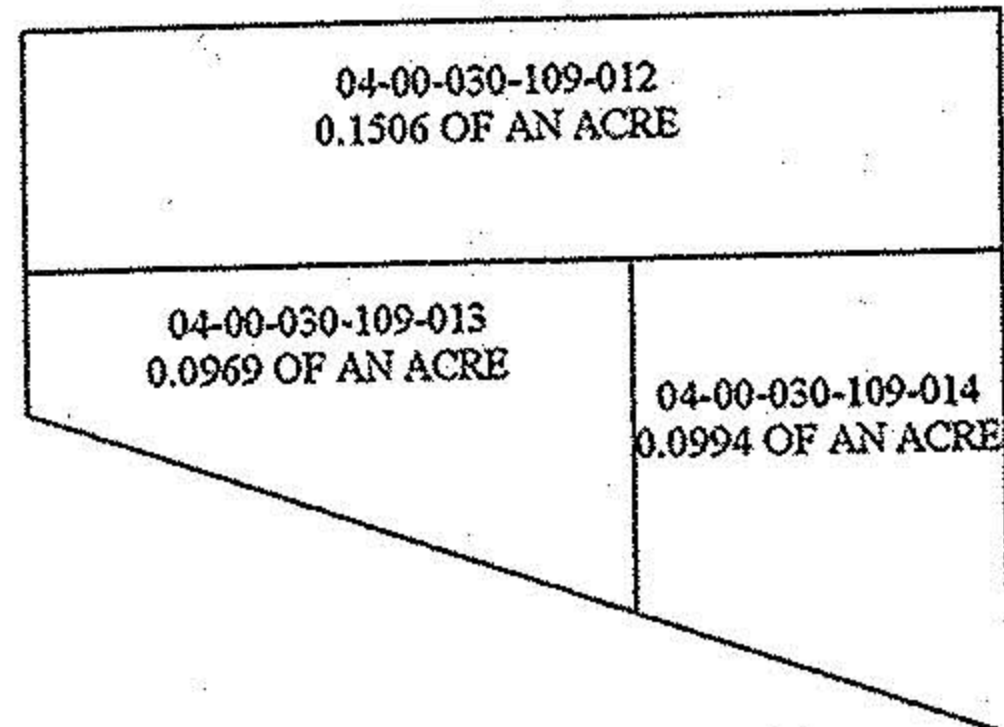 04-00-030-109-012
0.1506 OF AN ACRE
04-00-030-109-013
0.0969 OF AN ACRE
04-00-030-109-014
0.0994 OF AN ACRE